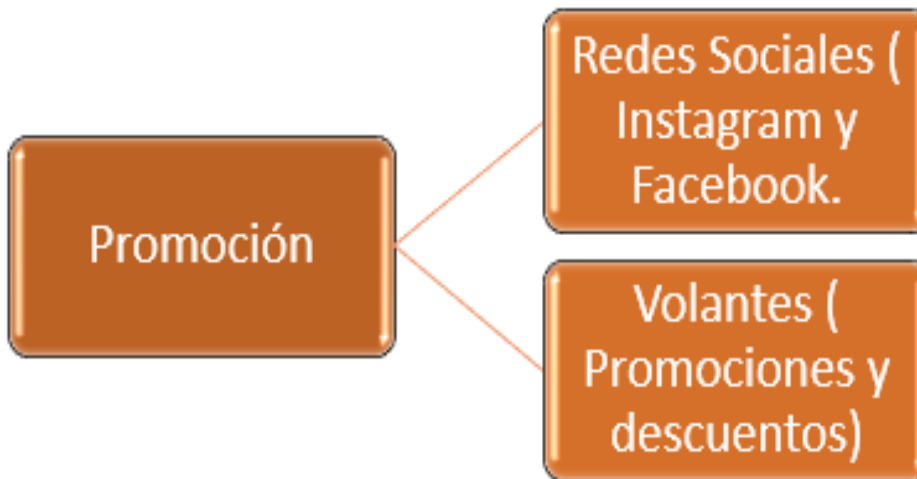 Promoción
Redes Sociales (
Instagram y
Facebook.
Volantes (
Promociones y
descuentos)